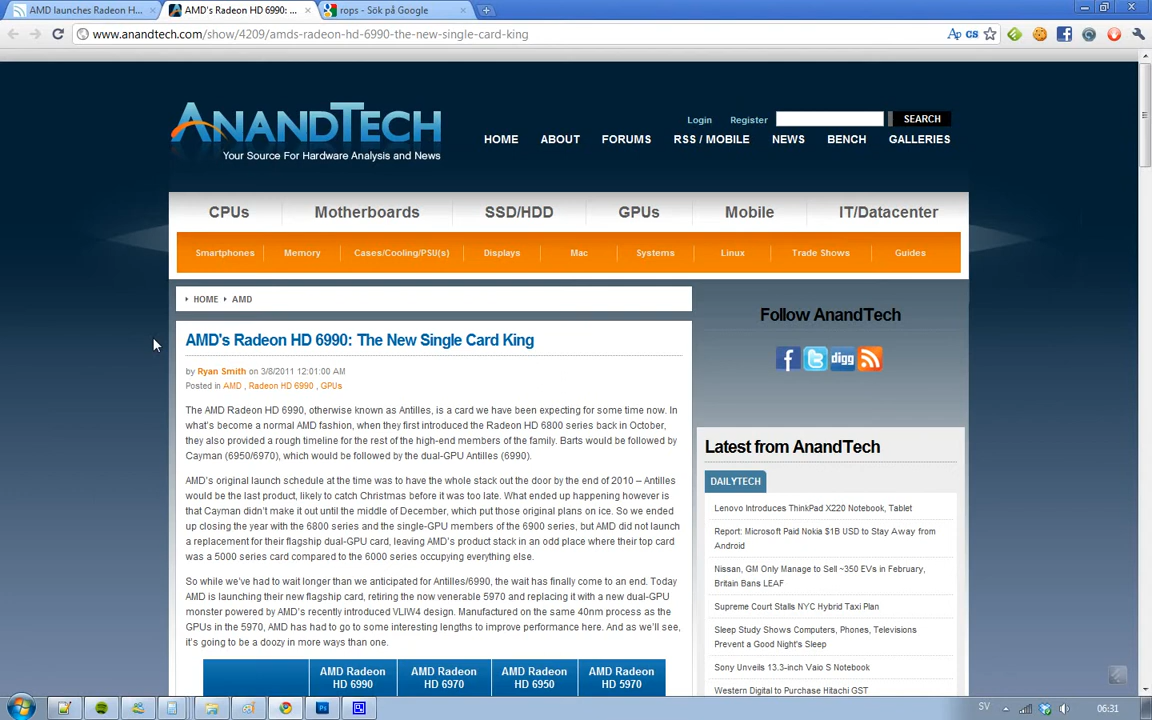 AMD launches Radeon H...
AMD's Radeon HD 6990: ...
rops - Sök på Google
www.anandtech.com/show/4209/amds-radeon-hd-6990-the-new-single-card-king
ANANDTECH
Your Source For Hardware Analysis and News
Login
Register
SEARCH
HOME
ABOUT
FORUMS
RSS / MOBILE
NEWS
BENCH
GALLERIES
CPUs
Motherboards
SSD/HDD
GPUs
Mobile
IT/Datacenter
Smartphones
Memory
Cases/Cooling/PSU(s)
Displays
Mac
Systems
Linux
Trade Shows
Guides
HOME AMD
AMD's Radeon HD 6990: The New Single Card King
by Ryan Smith on 3/8/2011 12:01:00 AM
Posted in AMD , Radeon HD 6990 , GPUs
The AMD Radeon HD 6990, otherwise known as Antilles, is a card we have been expecting for some time now. In
what's become a normal AMD fashion, when they first introduced the Radeon HD 6800 series back in October,
they also provided a rough timeline for the rest of the high-end members of the family. Barts would be followed by
Cayman (6950/6970), which would be followed by the dual-GPU Antilles (6990).
AMD's original launch schedule at the time was to have the whole stack out the door by the end of 2010 – Antilles
would be the last product, likely to catch Christmas before it was too late. What ended up happening however is
that Cayman didn't make it out until the middle of December, which put those original plans on ice. So we ended
up closing the year with the 6800 series and the single-GPU members of the 6900 series, but AMD did not launch
a replacement for their flagship dual-GPU card, leaving AMD's product stack in an odd place where their top card
was a 5000 series card compared to the 6000 series occupying everything else.
So while we've had to wait longer than we anticipated for Antilles/6990, the wait has finally come to an end. Today
AMD is launching their new flagship card, retiring the now venerable 5970 and replacing it with a new dual-GPU
monster powered by AMD's recently introduced VLIW4 design. Manufactured on the same 40nm process as the
GPUs in the 5970, AMD has had to go to some interesting lengths to improve performance here. And as we'll see,
it's going to be a doozy in more ways than one.
AMD Radeon HD 6990
AMD Radeon HD 6970
AMD Radeon HD 6950
AMD Radeon HD 5970
Follow AnandTech
digg
Latest from AnandTech
DAILYTECH
Lenovo Introduces ThinkPad X220 Notebook, Tablet
Report: Microsoft Paid Nokia $1B USD to Stay Away from
Android
Nissan, GM Only Manage to Sell ~350 EVs in February,
Britain Bans LEAF
Supreme Court Stalls NYC Hybrid Taxi Plan
Sleep Study Shows Computers, Phones, Televisions
Prevent a Good Night's Sleep
Sony Unveils 13.3-inch Vaio S Notebook
Western Digital to Purchase Hitachi GST
SV
06:31